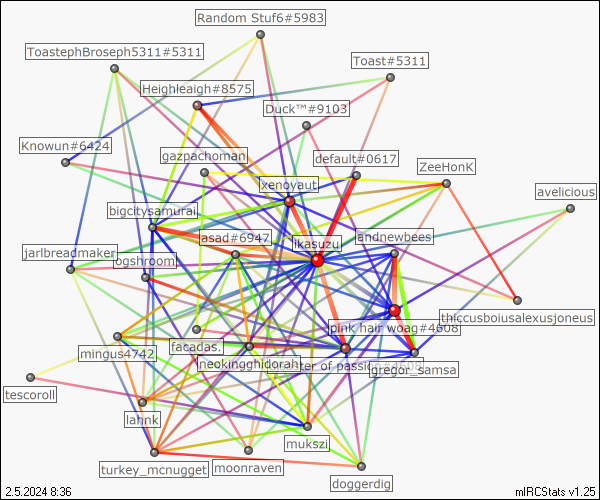 Random Stuf6#5983
ToastephBroseph5311#5311
Toast#5311
Heighleaigh#8575
Duck™#9103
Knowun#6424
gazpachoman
default#0617
ZeeHonK
xenoyaut
avelicious
bigcitysamurai
asad#6947
likasuzu
andnewbees
jarlbreadmaker
ogshroom
thiccusboiusalexusjoneus
pink hair woag#4608
facadas.
mingus4742
neokingghidorah
ter of passio
gregor_samsa
tescoroll
lahnk
mukszi
turkey_mcnugget
moonraven
doggerdig
2.5.2024 8:36
mIRCStats v1.25